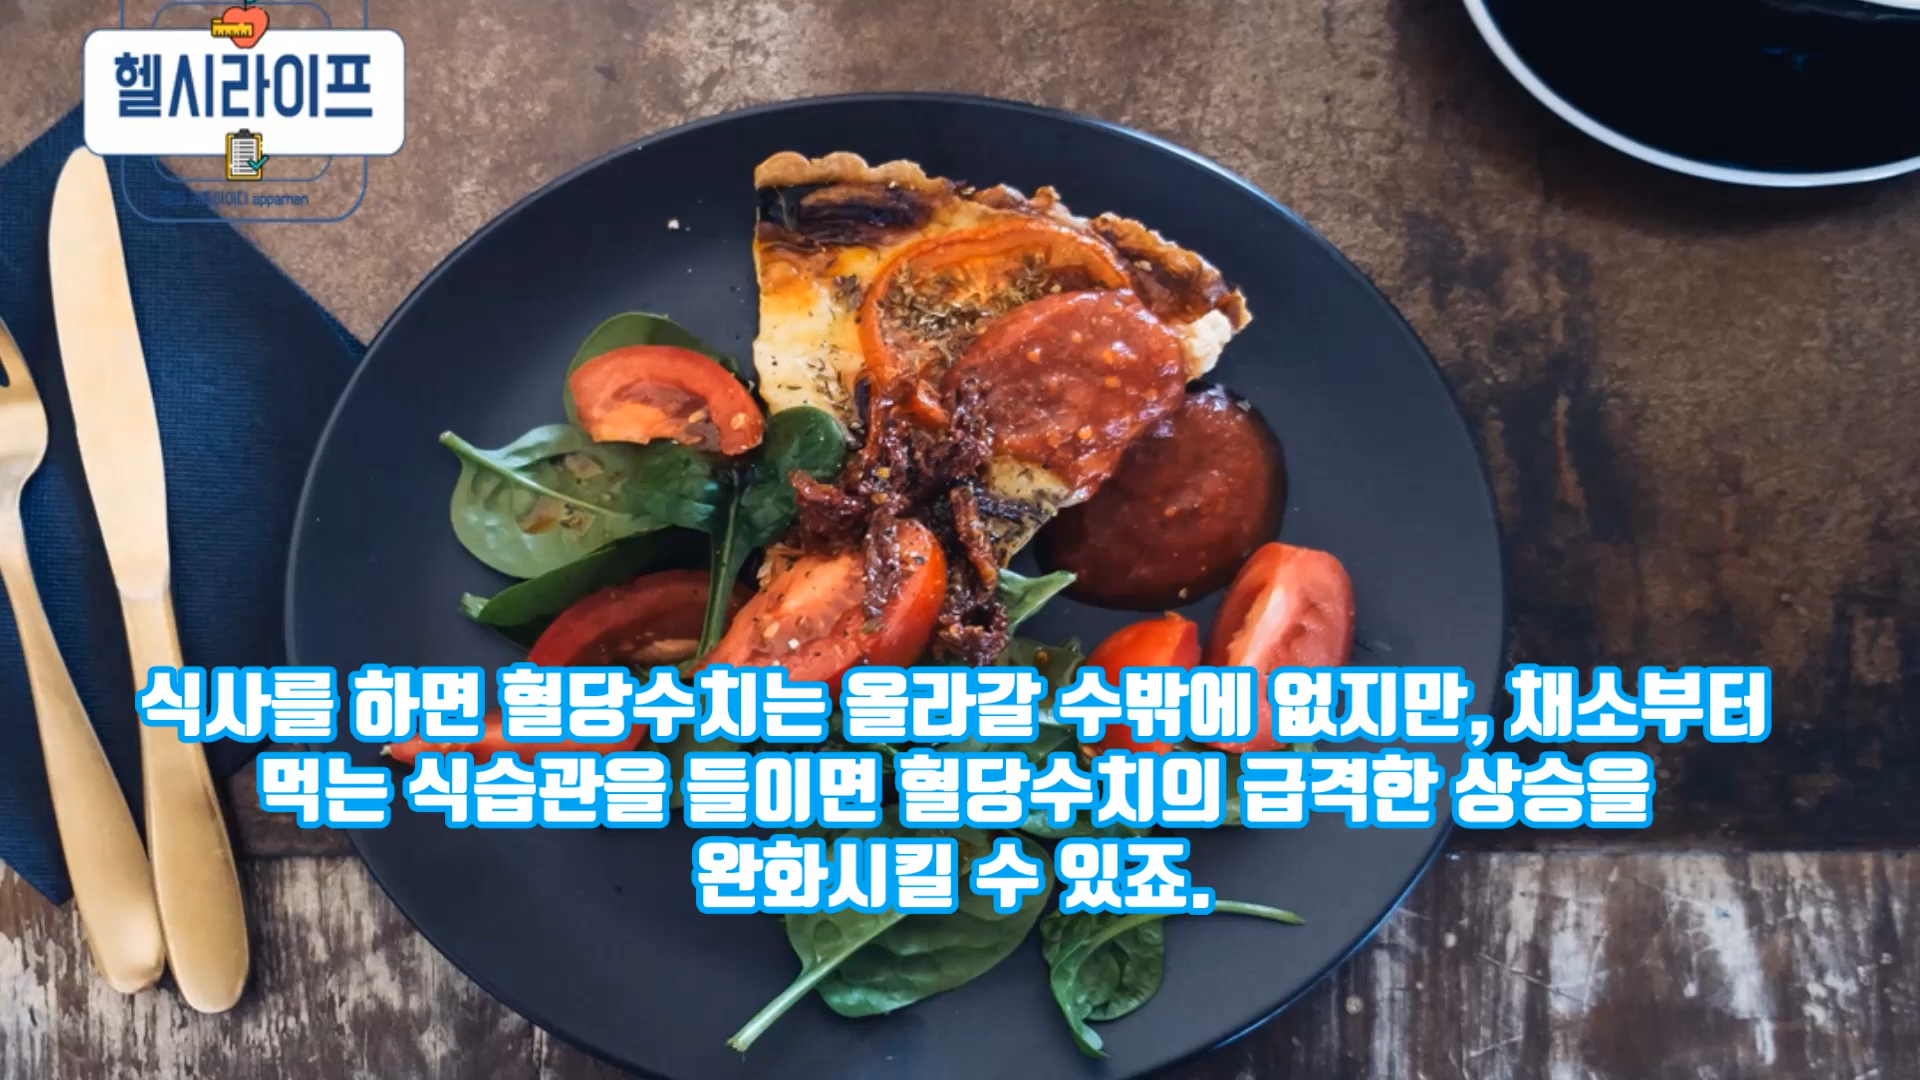 헬시라이프
appaman
식사를 하면 혈당수치는 올라갈 수밖에 없지만, 채소부터
먹는 식습관을 들이면 혈당수치의 급격한 상승을
완화시킬 수 있죠.